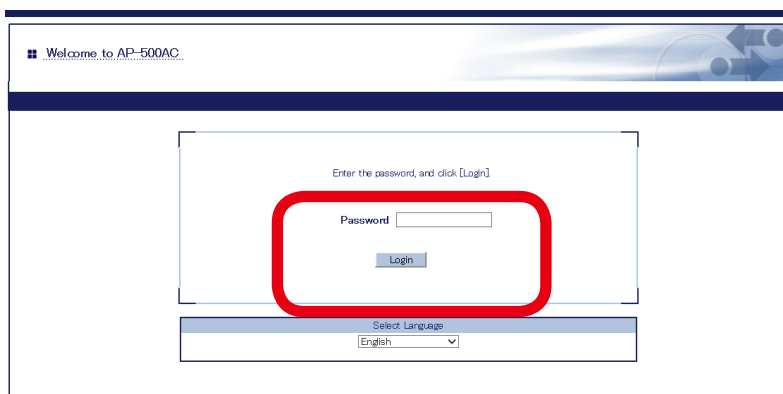 Welcome to AP-500AC
Enter the password, and click [Login].
Password
Login
Select Language
English